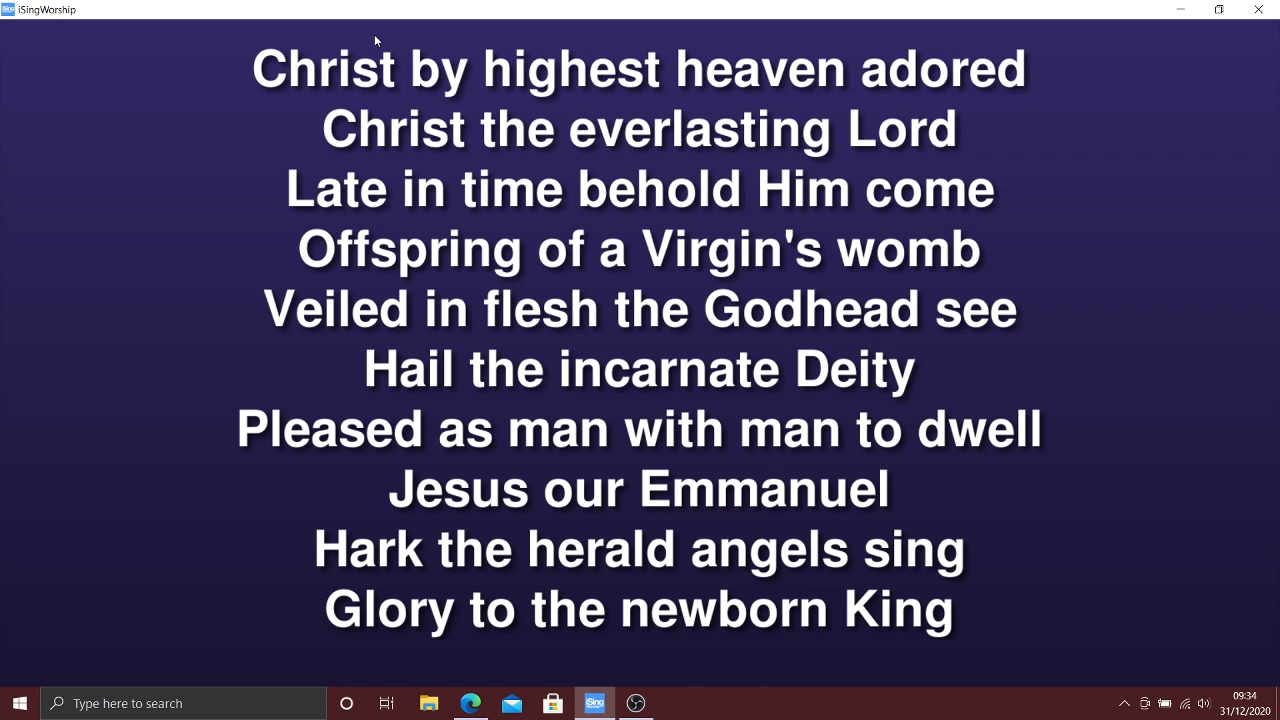 iSingWorship
Christ by highest heaven adored
Christ the everlasting Lord
Late in time behold Him come
Offspring of a Virgin's womb
Veiled in flesh the Godhead see
Hail the incarnate Deity
Pleased as man with man to dwell
Jesus our Emmanuel
Hark the herald angels sing
Glory to the newborn King
Type here to search
iSing
09:34
31/12/2020